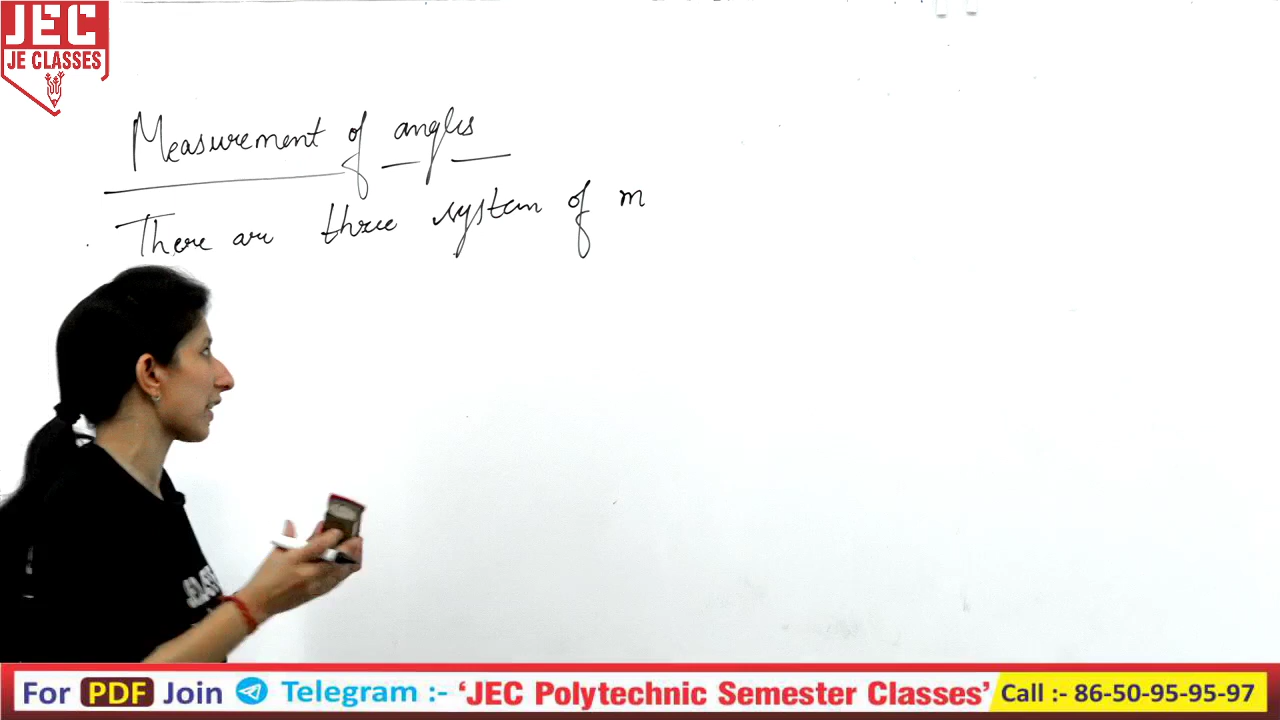 JEC
JE CLASSES
Measurement of angles
There are three system of m
For PDF Join Telegram :- ‘JEC Polytechnic Semester Classes’ Call :- 86-50-95-95-97